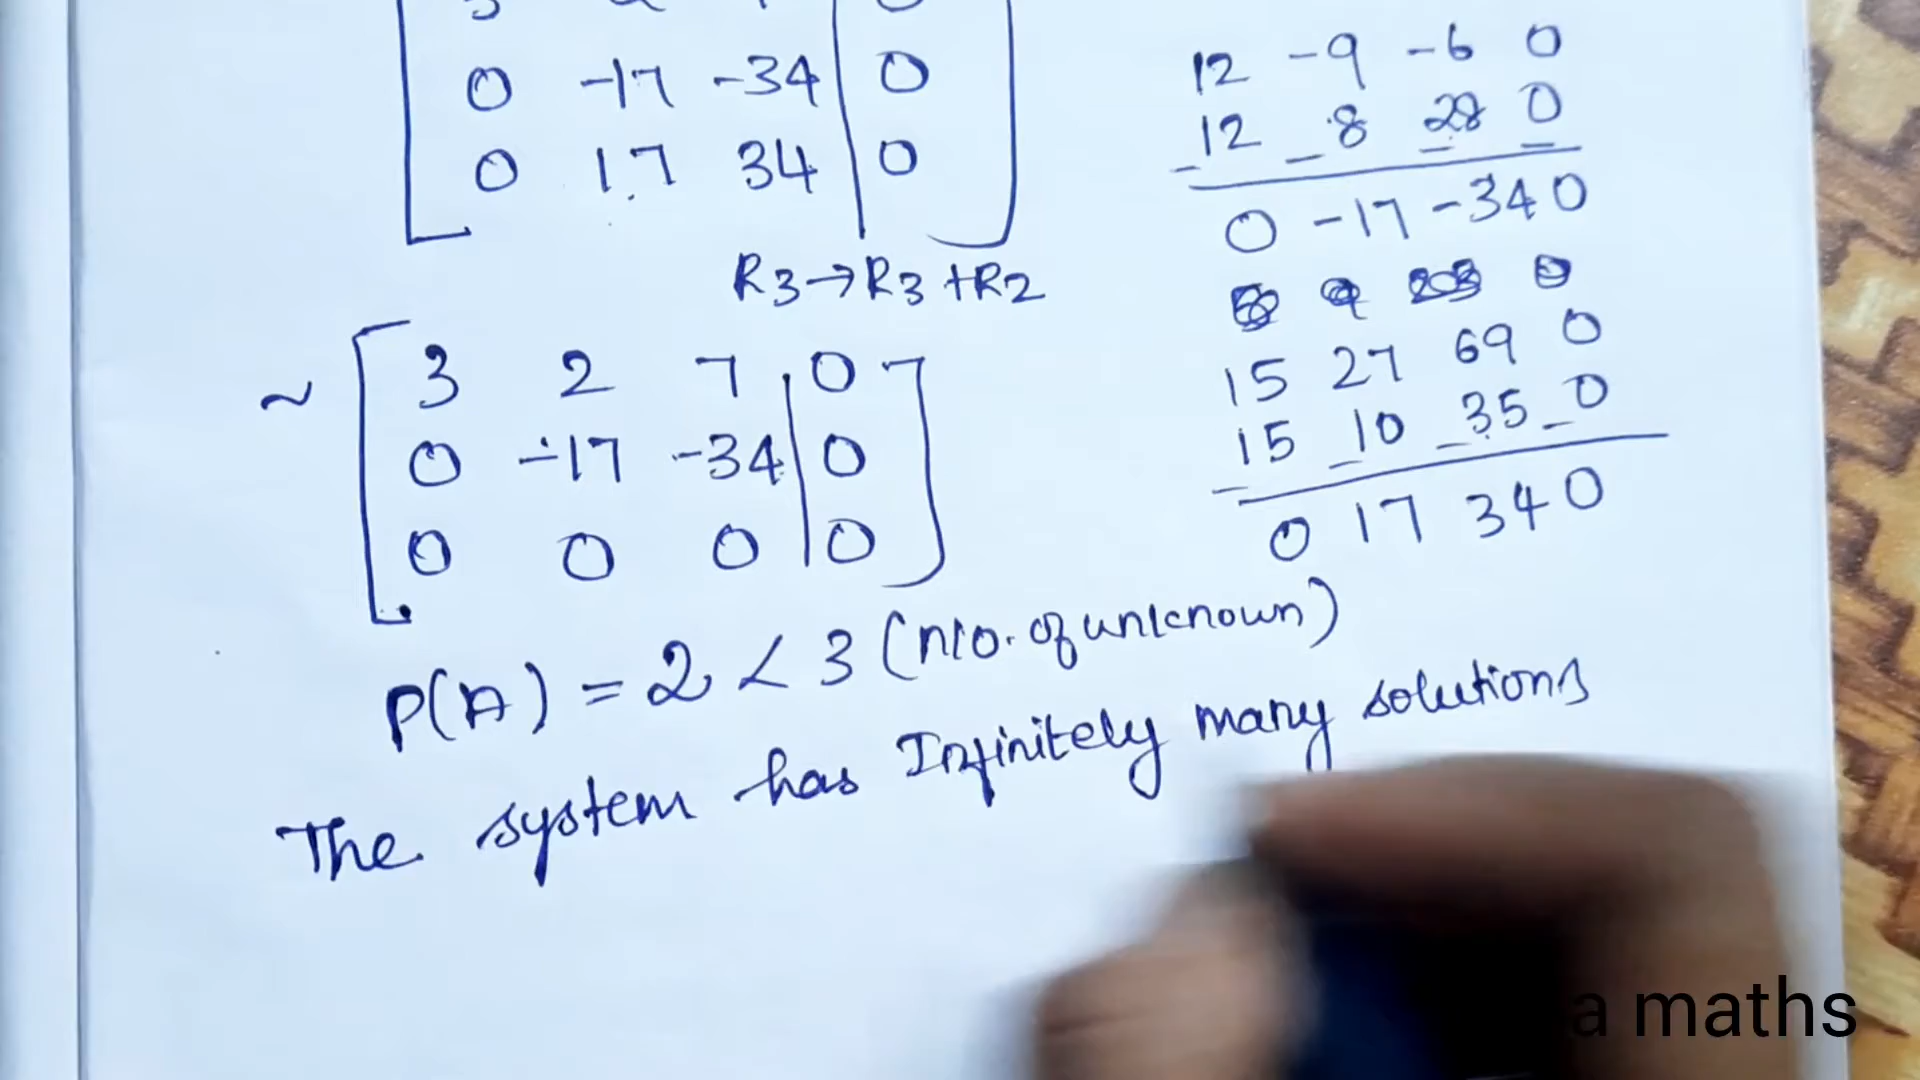 0 -17 -34 0
0 17 34 0
R3→R3+R2
~ 3 2 7 0
0 -17 -34 0
0 0 0 0
P(A) = 2 < 3 (n/o. of unknown)
The system has Infinitely many solutions
12 -9 -6 0
12 8 28 0
0 -17 -34 0
15 27 69 0
15 10 35 0
0 17 34 0
a maths